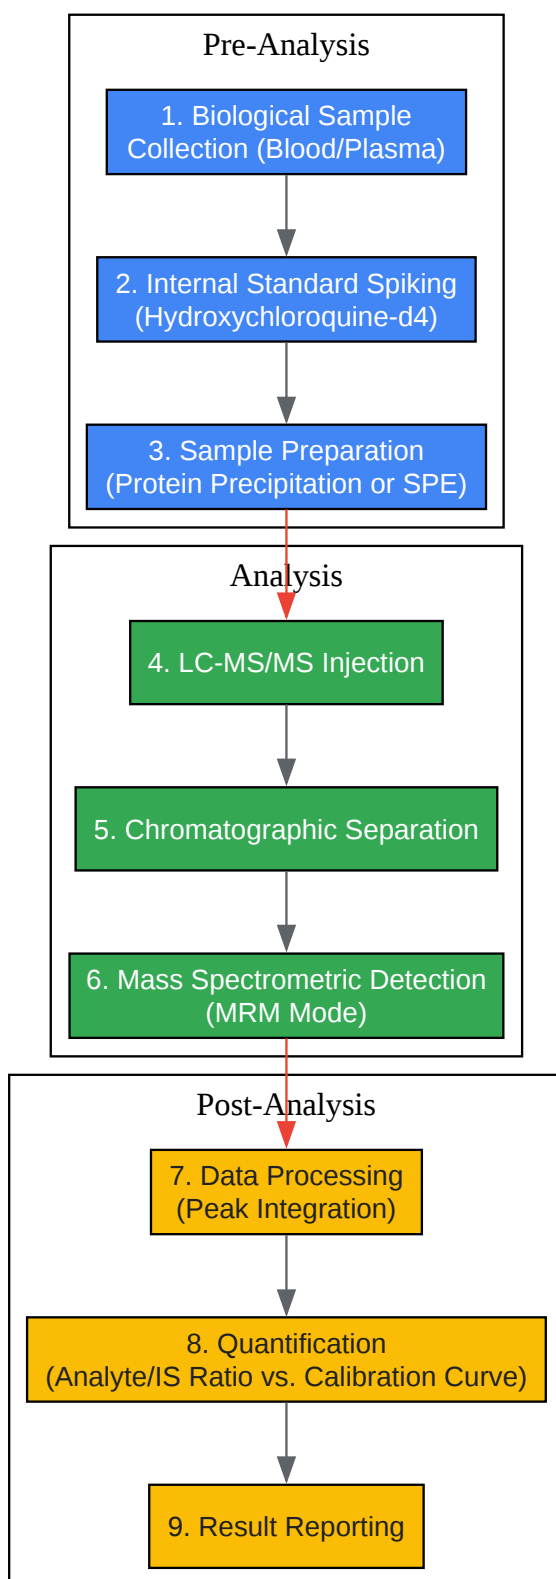 Pre-Analysis
1. Biological Sample
Collection (Blood/Plasma)
2. Internal Standard Spiking
(Hydroxychloroquine-d4)
3. Sample Preparation
(Protein Precipitation or SPE)
Analysis
4. LC-MS/MS Injection
5. Chromatographic Separation
6. Mass Spectrometric Detection
(MRM Mode)
Post-Analysis
7. Data Processing
(Peak Integration)
8. Quantification
(Analyte/IS Ratio vs. Calibration Curve)
9. Result Reporting